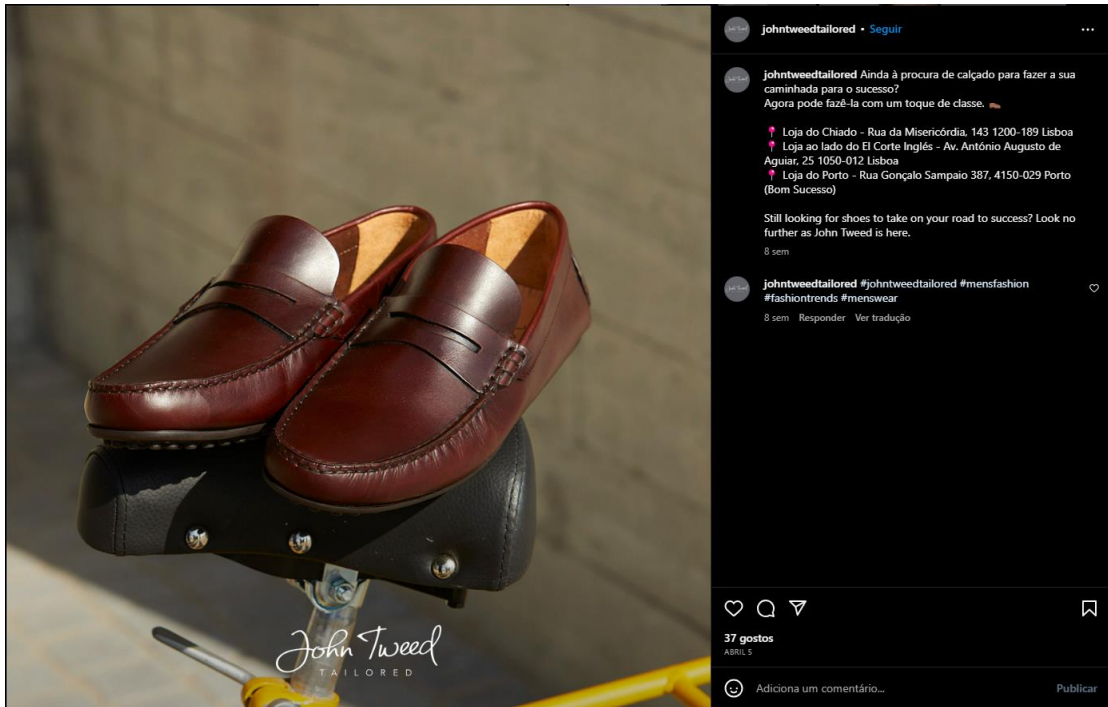 johntweedtailored • Seguir
johntweedtailored Ainda à procura de calçado para fazer a sua
caminhada para o sucesso?
Agora pode fazê-la com um toque de classe. 👞
📍 Loja do Chiado - Rua da Misericórdia, 143 1200-189 Lisboa
📍 Loja ao lado do El Corte Inglés - Av. António Augusto de
Aguiar, 25 1050-012 Lisboa
📍 Loja do Porto - Rua Gonçalo Sampaio 387, 4150-029 Porto
(Bom Sucesso)
Still looking for shoes to take on your road to success? Look no
further as John Tweed is here.
8 sem
johntweedtailored #johntweedtailored #mensfashion
#fashiontrends #menswear
8 sem Responder Ver tradução
John Tweed
TAILORED
37 gostos
ABRIL 5
Adiciona um comentário...
Publicar